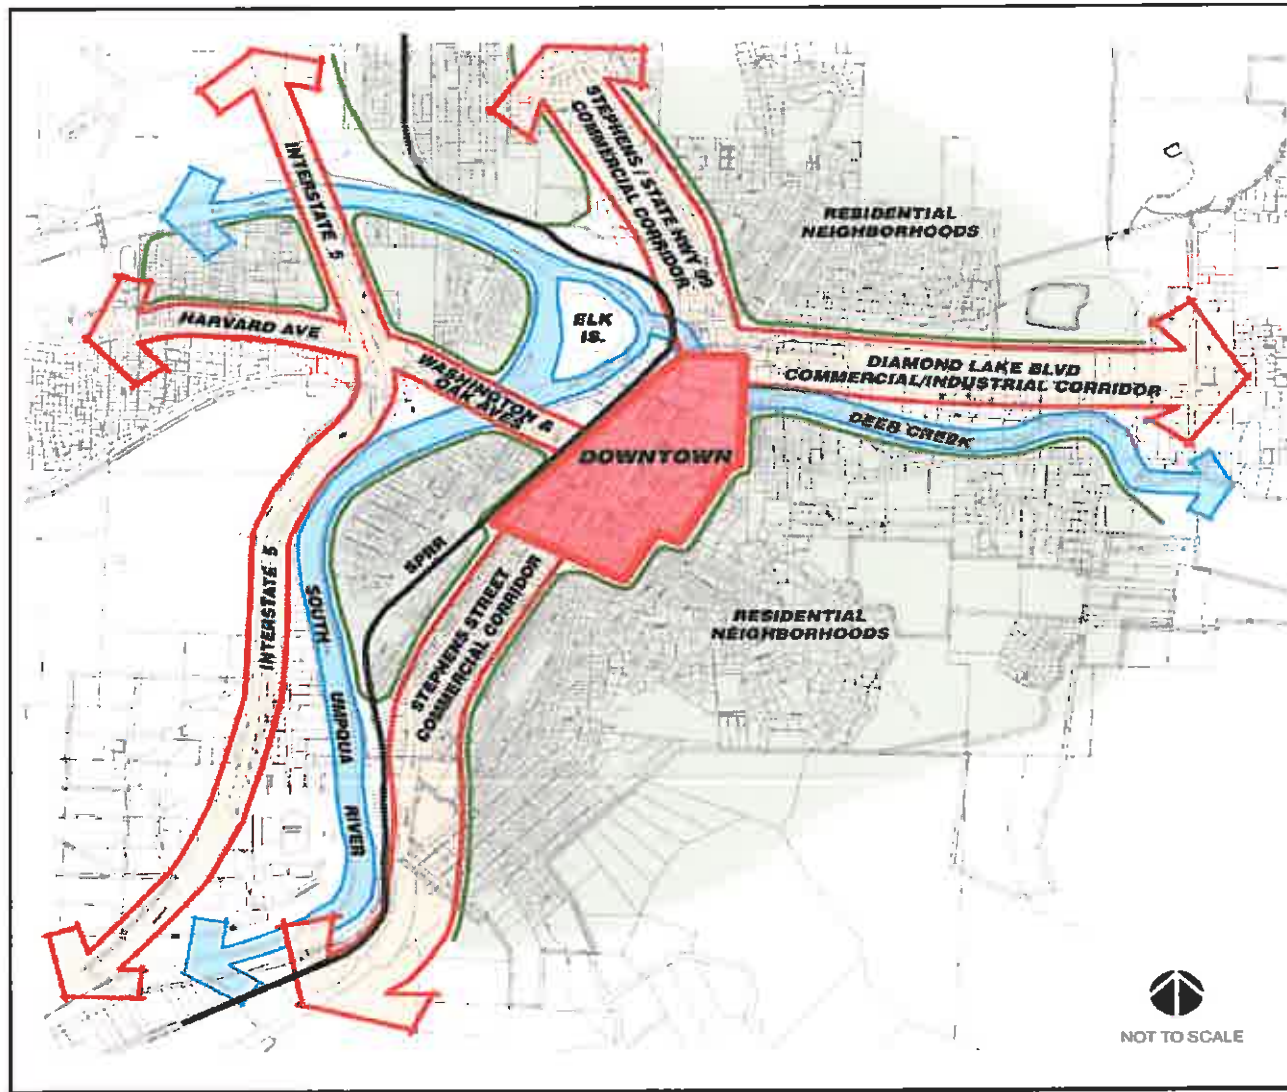 STEPHENS / STATE HWY 99
COMMERCIAL CORRIDOR
INTERSTATE 5
RESIDENTIAL
NEIGHBORHOODS
HARVARD AVE
ELK
IS.
WASHINGTON &
OAK AVES
DIAMOND LAKE BLVD
COMMERCIAL/INDUSTRIAL CORRIDOR
DEER CREEK
DOWNTOWN
SPRR
INTERSTATE 5
SOUTH
UMPQUA
RIVER
STEPHENS STREET
COMMERCIAL CORRIDOR
RESIDENTIAL
NEIGHBORHOODS
NOT TO SCALE